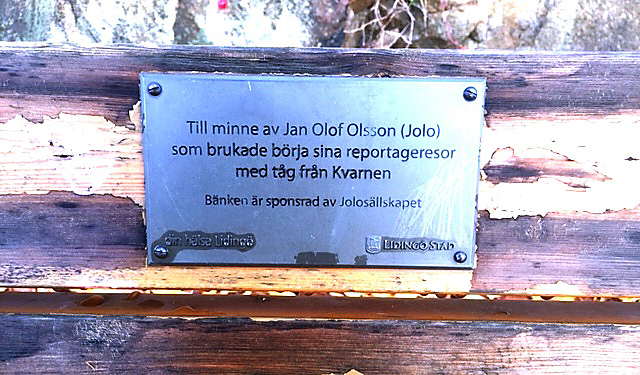 Till minne av Jan Olof Olsson (Jolo)
som brukade börja sina reportageresor
med tåg från Kvarnen
Bänken är sponsrad av Jolosällskapet
din hälsa Lidingö
LIDINGÖ STAD